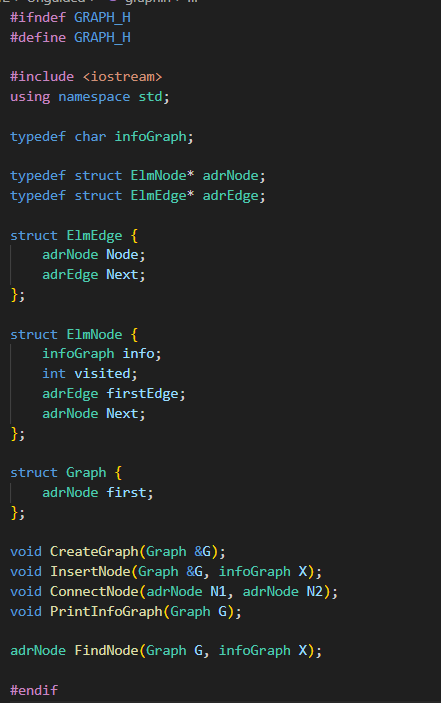 #ifndef GRAPH_H
#define GRAPH_H
#include <iostream>
using namespace std;
typedef char infoGraph;
typedef struct ElmNode* adrNode;
typedef struct ElmEdge* adrEdge;
struct ElmEdge {
    adrNode Node;
    adrEdge Next;
};
struct ElmNode {
    infoGraph info;
    int visited;
    adrEdge firstEdge;
    adrNode Next;
};
struct Graph {
    adrNode first;
};
void CreateGraph(Graph &G);
void InsertNode(Graph &G, infoGraph X);
void ConnectNode(adrNode N1, adrNode N2);
void PrintInfoGraph(Graph G);
adrNode FindNode(Graph G, infoGraph X);
#endif